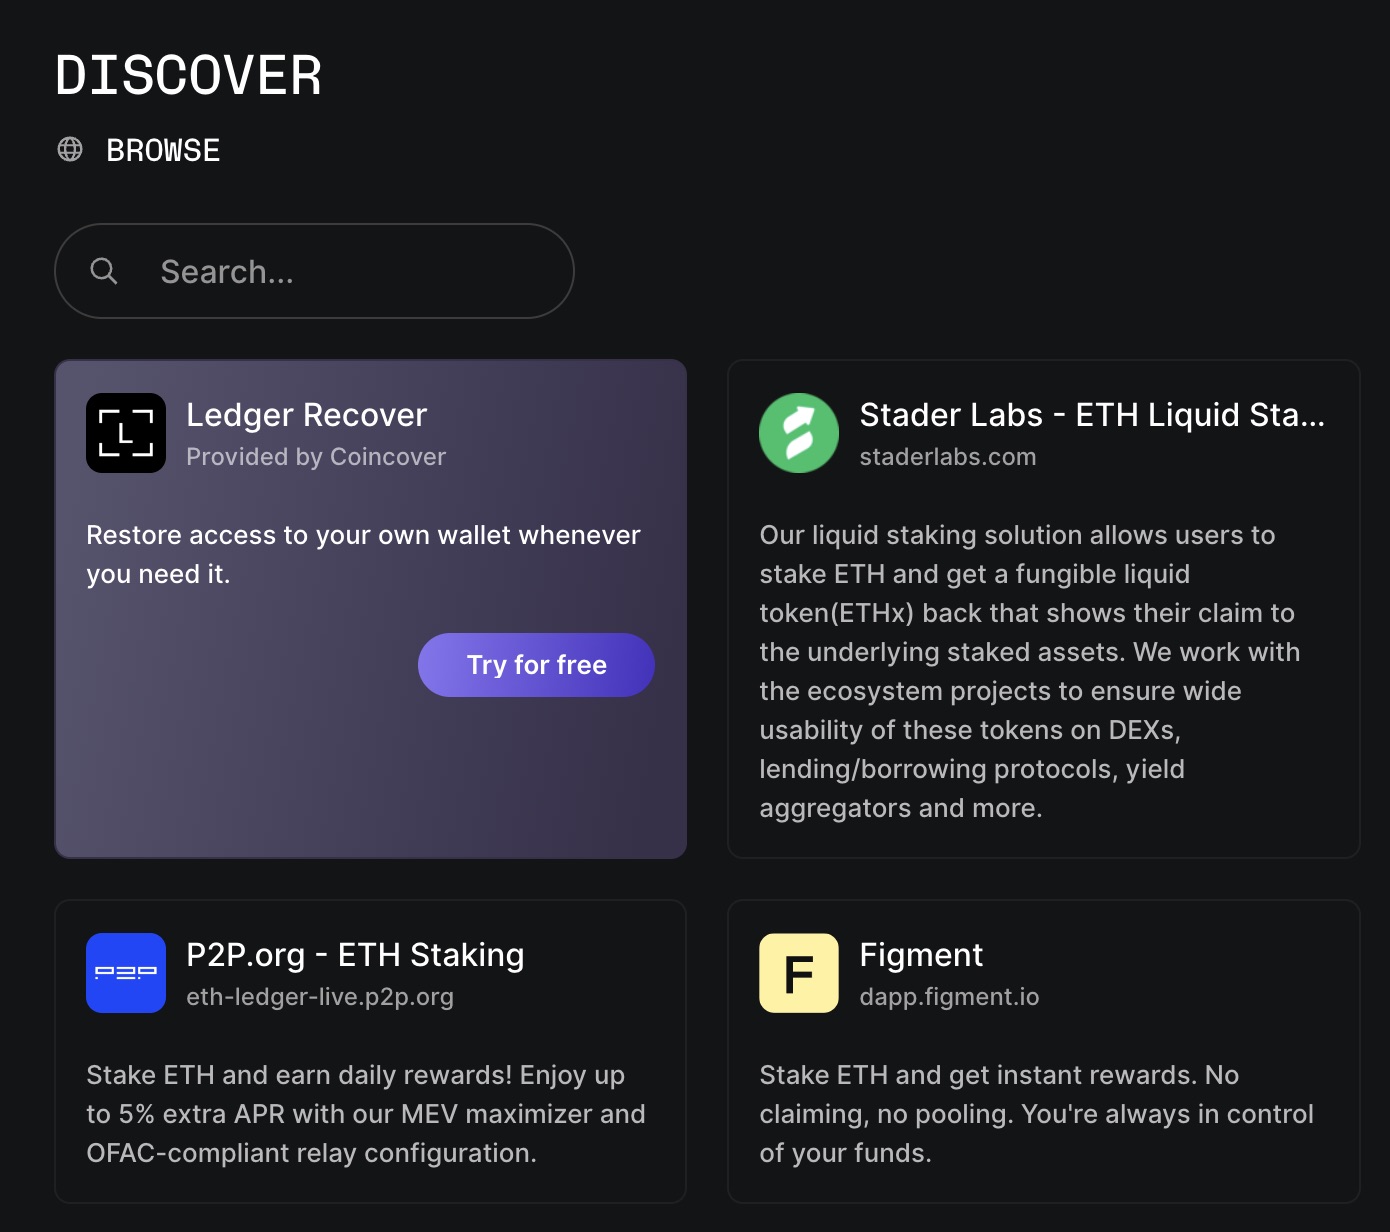 DISCOVER
BROWSE
Search...
Ledger Recover
Provided by Coincover
Restore access to your own wallet whenever
you need it.
Try for free
Stader Labs - ETH Liquid Sta...
staderlabs.com
Our liquid staking solution allows users to
stake ETH and get a fungible liquid
token(ETHx) back that shows their claim to
the underlying staked assets. We work with
the ecosystem projects to ensure wide
usability of these tokens on DEXs,
lending/borrowing protocols, yield
aggregators and more.
P2P.org - ETH Staking
eth-ledger-live.p2p.org
Stake ETH and earn daily rewards! Enjoy up
to 5% extra APR with our MEV maximizer and
OFAC-compliant relay configuration.
F
Figment
dapp.figment.io
Stake ETH and get instant rewards. No
claiming, no pooling. You're always in control
of your funds.